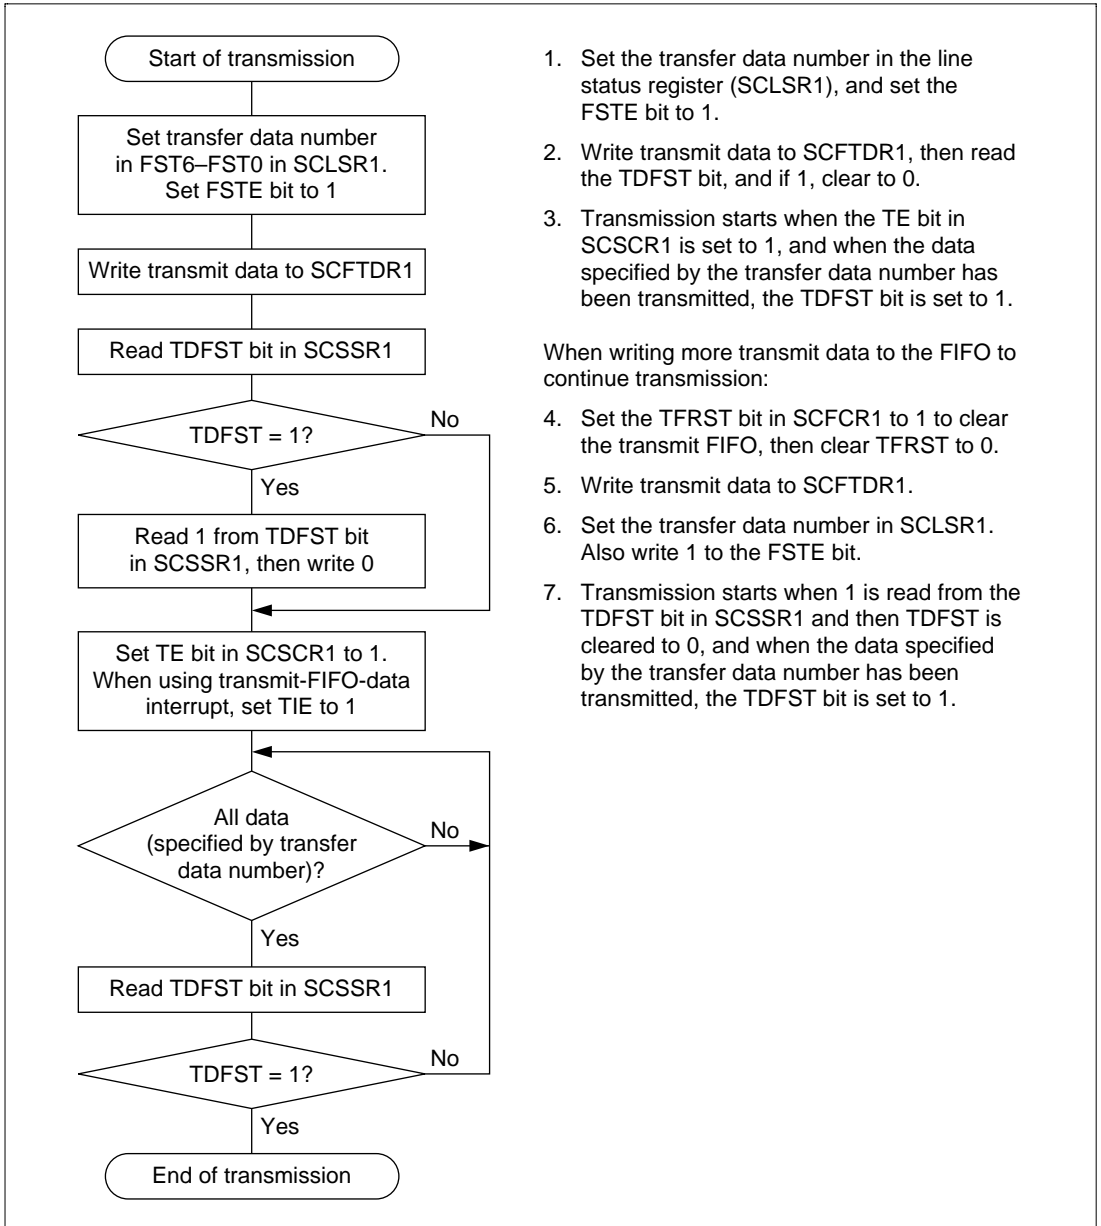 Start of transmission
Set transfer data number
in FST6–FST0 in SCLSR1.
Set FSTE bit to 1
Write transmit data to SCFTDR1
Read TDFST bit in SCSSR1
TDFST = 1?
No
Yes
Read 1 from TDFST bit
in SCSSR1, then write 0
Set TE bit in SCSCR1 to 1.
When using transmit-FIFO-data
interrupt, set TIE to 1
All data
(specified by transfer
data number)?
No
Yes
Read TDFST bit in SCSSR1
TDFST = 1?
No
Yes
End of transmission
1. Set the transfer data number in the line
status register (SCLSR1), and set the
FSTE bit to 1.
2. Write transmit data to SCFTDR1, then read
the TDFST bit, and if 1, clear to 0.
3. Transmission starts when the TE bit in
SCSCR1 is set to 1, and when the data
specified by the transfer data number has
been transmitted, the TDFST bit is set to 1.
When writing more transmit data to the FIFO to
continue transmission:
4. Set the TFRST bit in SCFCR1 to 1 to clear
the transmit FIFO, then clear TFRST to 0.
5. Write transmit data to SCFTDR1.
6. Set the transfer data number in SCLSR1.
Also write 1 to the FSTE bit.
7. Transmission starts when 1 is read from the
TDFST bit in SCSSR1 and then TDFST is
cleared to 0, and when the data specified
by the transfer data number has been
transmitted, the TDFST bit is set to 1.